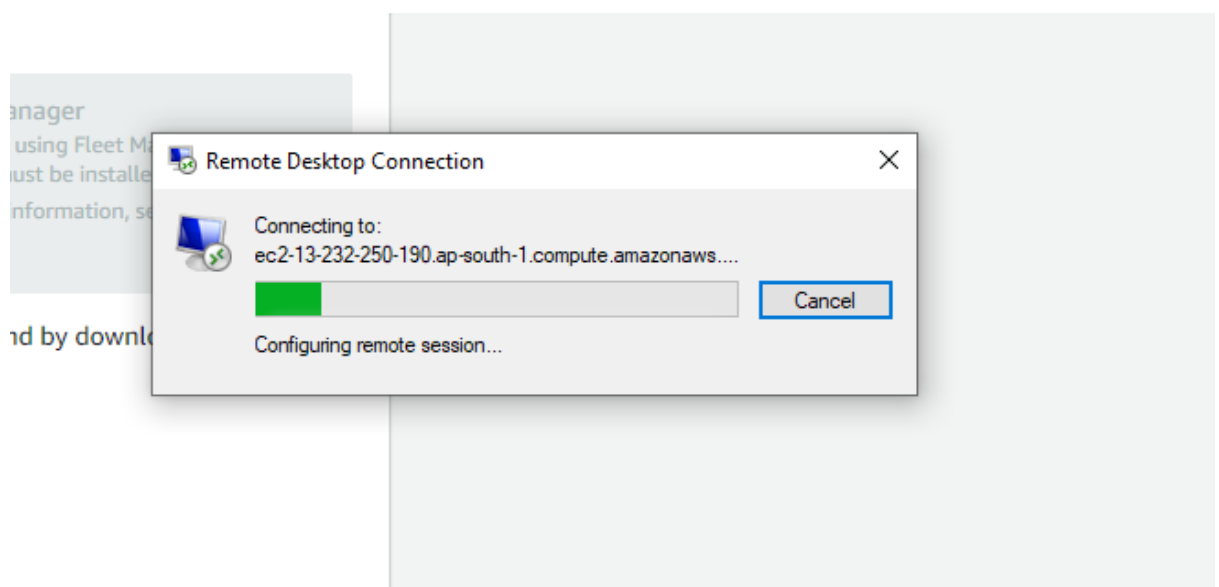 anager
using Fleet Ma
ust be installe
information, se
nd by downlo
Remote Desktop Connection
Connecting to:
ec2-13-232-250-190.ap-south-1.compute.amazonaws....
Cancel
Configuring remote session...